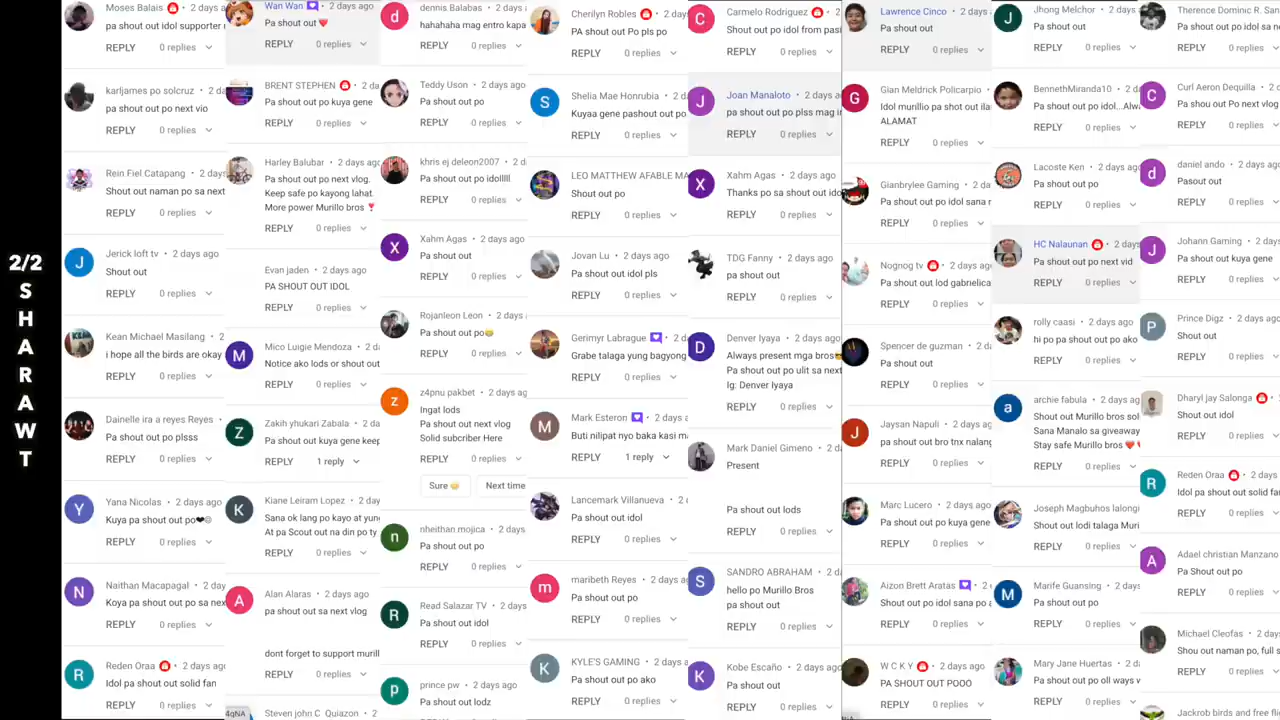 2/2
S
H
A
R
A
W
T
Moses Balais • 2 days ago
pa shout out idol supporter
REPLY 0 replies
karljames po solcruz • 2 days ago
pa shout out po next vio
REPLY 0 replies
Rein Fiel Catapang • 2 days ago
Shout out naman po sa next
REPLY 0 replies
Jerick loft tv • 2 days ago
Shout out
REPLY 0 replies
Kean Michael Masilang • 2
i hope all the birds are okay
REPLY 0 replies
Dainelle ira a reyes Reyes •
Pa shout out po plsss
REPLY 0 replies
Yana Nicolas • 2 days ago
Kuya pa shout out po❤☺
REPLY 0 replies
Naithan Macapagal • 2 day
Koya pa shout out po sa nex
REPLY 0 replies
Reden Oraa • 2 days ago
Idol pa shout out solid fan
REPLY 0 replies
Wan Wan • 2 days ago
Pa shout out ❤
REPLY 0 replies
BRENT STEPHEN • 2 days
Pa shout out po kuya gene
REPLY 0 replies
Harley Balubar • 2 days ago
Pa shout out po next vlog.
Keep safe po kayong lahat.
More power Murillo bros ❣
REPLY 0 replies
Evan jaden • 2 days ago
PA SHOUT OUT IDOL
REPLY 0 replies
Mico Luigie Mendoza • 2 days
Notice ako lods or shout out
REPLY 0 replies
Zakih yhukari Zabala • 2 days
Pa shout out kuya gene keep
REPLY 1 reply
Kiane Leiram Lopez • 2 day
Sana ok lang po kayo at yung
At pa Scout out na din po ty
REPLY 0 replies
Alan Alaras • 2 days ago
pa shout out sa next vlog
dont forget to support murill
REPLY 0 replies
Steven john C Quiazon • 2 day
dennis Balabas • 2 days ago
hahahaha mag entro kapa
REPLY 0 replies
Teddy Uson • 2 days ago
Pa shout out po
REPLY 0 replies
khris ej deleon2007 • 2 d
Pa shout out po idolllll
REPLY 0 replies
Xahm Agas • 2 days ago
Pa shout out
REPLY 0 replies
Rojanleon Leon • 2 days ago
Pa shout out po😊
REPLY 0 replies
z4pnu pakbet • 2 days ag
Ingat lods
Pa shout out next vlog
Solid subcriber Here
REPLY 0 replies
Sure 😊 Next time
nheithan mojica • 2 days
Pa shout out po
REPLY 0 replies
Read Salazar TV • 2 days
Pa shout out idol
REPLY 0 replies
prince pw • 2 days ago
Pa shout out lodz
REPLY 0 replies
Cherilyn Robles • 2 days
PA shout out Po pls po
REPLY 0 replies
Shelia Mae Honrubia • 2 days
Kuyaa gene pashout out po
REPLY 0 replies
LEO MATTHEW AFABLE MA
Shout out po
REPLY 0 replies
Jovan Lu • 2 days ago
Pa shout out idol pls
REPLY 0 replies
Gerimyr Labrague • 2 d
Grabe talaga yung bagyong
REPLY 0 replies
Mark Esteron • 2 days
Buti nilipat nyo baka kasi m
REPLY 1 reply
Lancemark Villanueva • 2
Pa shout out idol
REPLY 0 replies
maribeth Reyes • 2 days ago
Pa shout out po
REPLY 0 replies
KYLE'S GAMING • 2 days a
Pa shout out po ako
REPLY 0 replies
Carmelo Rodriguez • 2
Shout out po idol from pasi
REPLY 0 replies
Joan Manaloto • 2 days a
pa shout out po plss mag in
REPLY 0 replies
Xahm Agas • 2 days ago
Thanks po sa shout out ido
REPLY 0 replies
TDG Fanny • 2 days ago
pa shout out
REPLY 0 replies
Denver Iyaya • 2 days ago
Always present mga bros😎
Pa shout out po ulit sa next
Ig: Denver Iyaya
REPLY 0 replies
Mark Daniel Gimeno • 2 days
Present
Pa shout out lods
REPLY 0 replies
SANDRO ABRAHAM • 2 days
hello po Murillo Bros
pa shout out
REPLY 0 replies
Kobe Escaño • 2 days ago
Pa shout out
REPLY 0 replies
Lawrence Cinco • 2 days
Pa shout out
REPLY 0 replies
Gian Meldrick Policarpio •
Idol murillo pa shot out ila
ALAMAT
REPLY 0 replies
Gianbrylee Gaming • 2 days
Pa shout out po idol sana m
REPLY 0 replies
Nognog tv • 2 days ago
Pa shout out lod gabrielica
REPLY 0 replies
Spencer de guzman • 2 day
Pa shout out
REPLY 0 replies
Jaysan Napuli • 2 days ago
pa shout out bro tnx nalang
REPLY 0 replies
Marc Lucero • 2 days ago
Pa shout out po kuya gene
REPLY 0 replies
Aizon Brett Aratas • 2
Shout out po idol sana po a
REPLY 0 replies
W C K Y • 2 days ago
PA SHOUT OUT POOO
REPLY 0 replies
Jhong Melchor • 2 days ago
Pa shout out
REPLY 0 replies
BennethMiranda10 • 2 da
Pa shout out po idol...Alwa
REPLY 0 replies
Lacoste Ken • 2 days ago
Pa shout out po
REPLY 0 replies
HC Nalaunan • 2 days
Pa shout out po next vid
REPLY 0 replies
rolly caasi • 2 days ago
hi po pa shout out po ako
REPLY 0 replies
archie fabula • 2 days ag
Shout out Murillo bros sol
Sana Manalo sa giveaway
Stay safe Murillo bros ❤❤
REPLY 0 replies
Joseph Magbuhos lalongi
Shout out lodi talaga Muri
REPLY 0 replies
Marife Guansing • 2 days
Pa shout out po
REPLY 0 replies
Mary Jane Huertas • 2 d
Pa shout out po oll ways w
REPLY 0 replies
Therence Dominc R. San
Pa shout out po idol sa n
REPLY 0 replies
Curl Aeron Dequilla • 2 d
Pa shout out Po next vlog
REPLY 0 replies
daniel ando • 2 days ago
Pasout out
REPLY 0 replies
Johann Gaming • 2 days
Pa shout out kuya gene
REPLY 0 replies
Prince Digz • 2 days ago
Shout out
REPLY 0 replies
Dharyl jay Salonga • 2
Shout out idol
REPLY 0 replies
Reden Oraa • 2 days a
Idol pa shout out solid fan
REPLY 0 replies
Adael christian Manzano
Pa Shout out po
REPLY 0 replies
Michael Cleofas • 2 days
Shou out naman po, full s
REPLY 0 replies
Jackrob birds and free fli